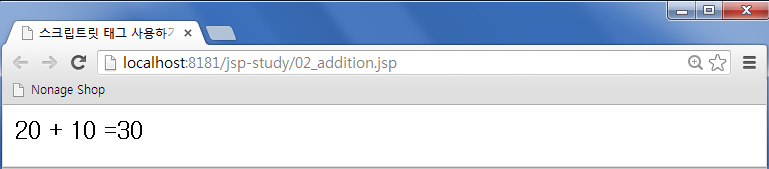 스크립트릿 태그 사용하기
localhost:8181/jsp-study/02_addition.jsp
Nonage Shop
20 + 10 =30